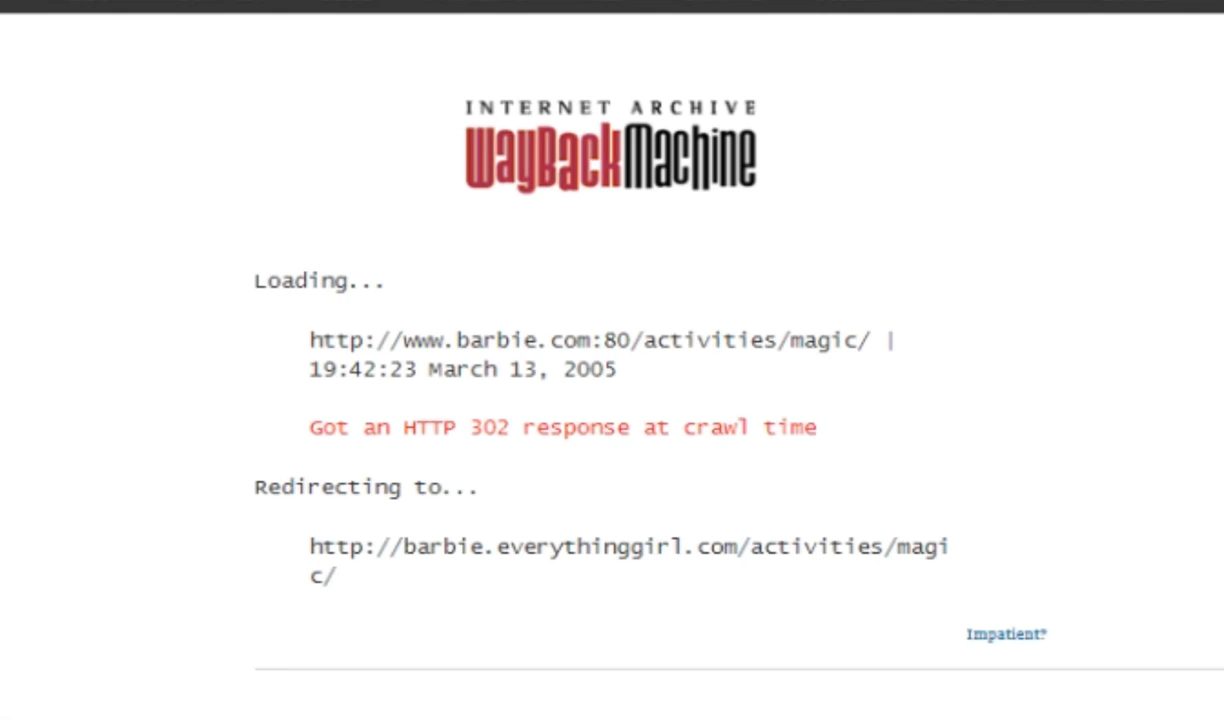 INTERNET ARCHIVE
WayBackMachine
Loading...
http://www.barbie.com:80/activities/magic/ |
19:42:23 March 13, 2005
Got an HTTP 302 response at crawl time
Redirecting to...
http://barbie.everythinggirl.com/activities/magi
c/
Impatient?